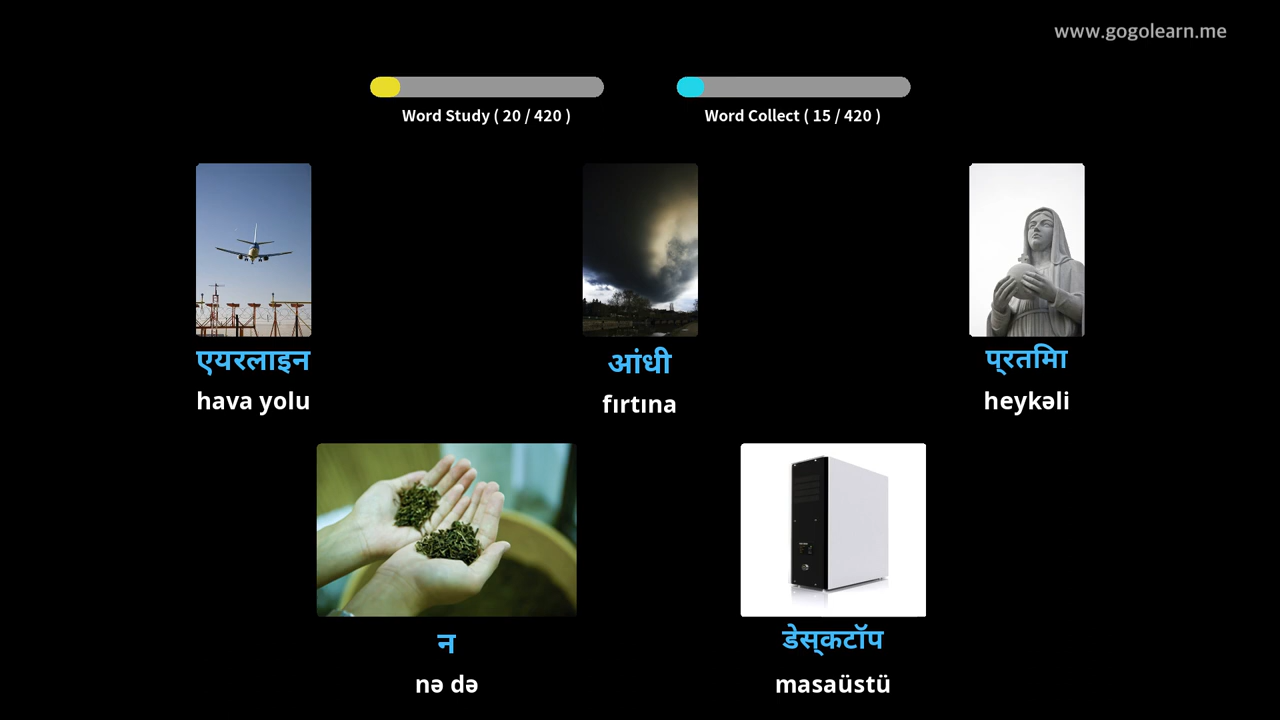 www.gogolearn.me
Word Study ( 20 / 420 )
Word Collect ( 15 / 420 )
एयरलाइन
hava yolu
आंधी
fırtına
प्रतिमा
heykəli
न
nə də
डेस्कटॉप
masaüstü